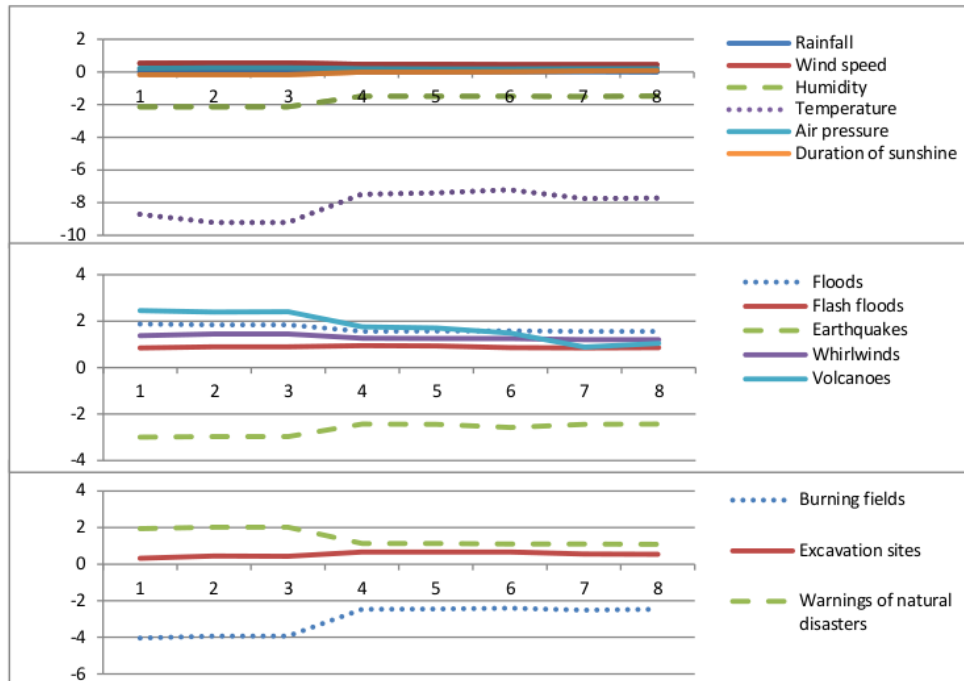 2
0
-2
-4
-6
-8
-10
1 2 3 4 5 6 7 8
Rainfall
Wind speed
Humidity
Temperature
Air pressure
Duration of sunshine
4
2
0
-2
-4
1 2 3 4 5 6 7 8
Floods
Flash floods
Earthquakes
Whirlwinds
Volcanoes
4
2
0
-2
-4
-6
1 2 3 4 5 6 7 8
Burning fields
Excavation sites
Warnings of natural
disasters